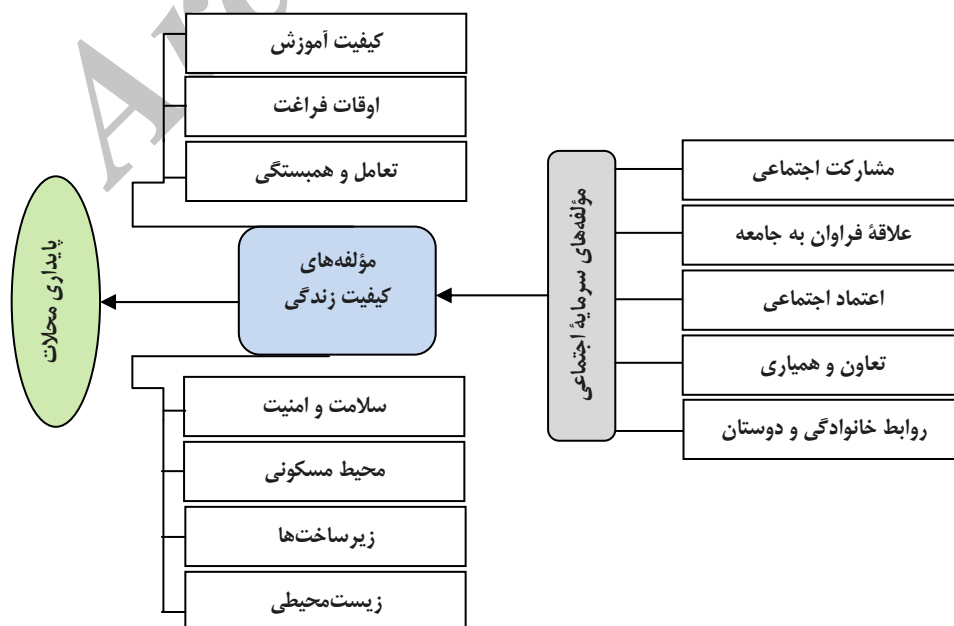 مشارکت اجتماعی
علاقهٔ فراوان به جامعه
اعتماد اجتماعی
تعاون و همیاری
روابط خانوادگی و دوستان
مؤلفه‌های سرمایهٔ اجتماعی
کیفیت آموزش
اوقات فراغت
تعامل و همبستگی
مؤلفه‌های
کیفیت زندگی
سلامت و امنیت
محیط مسکونی
زیرساخت‌ها
زیست‌محیطی
پایداری محلات